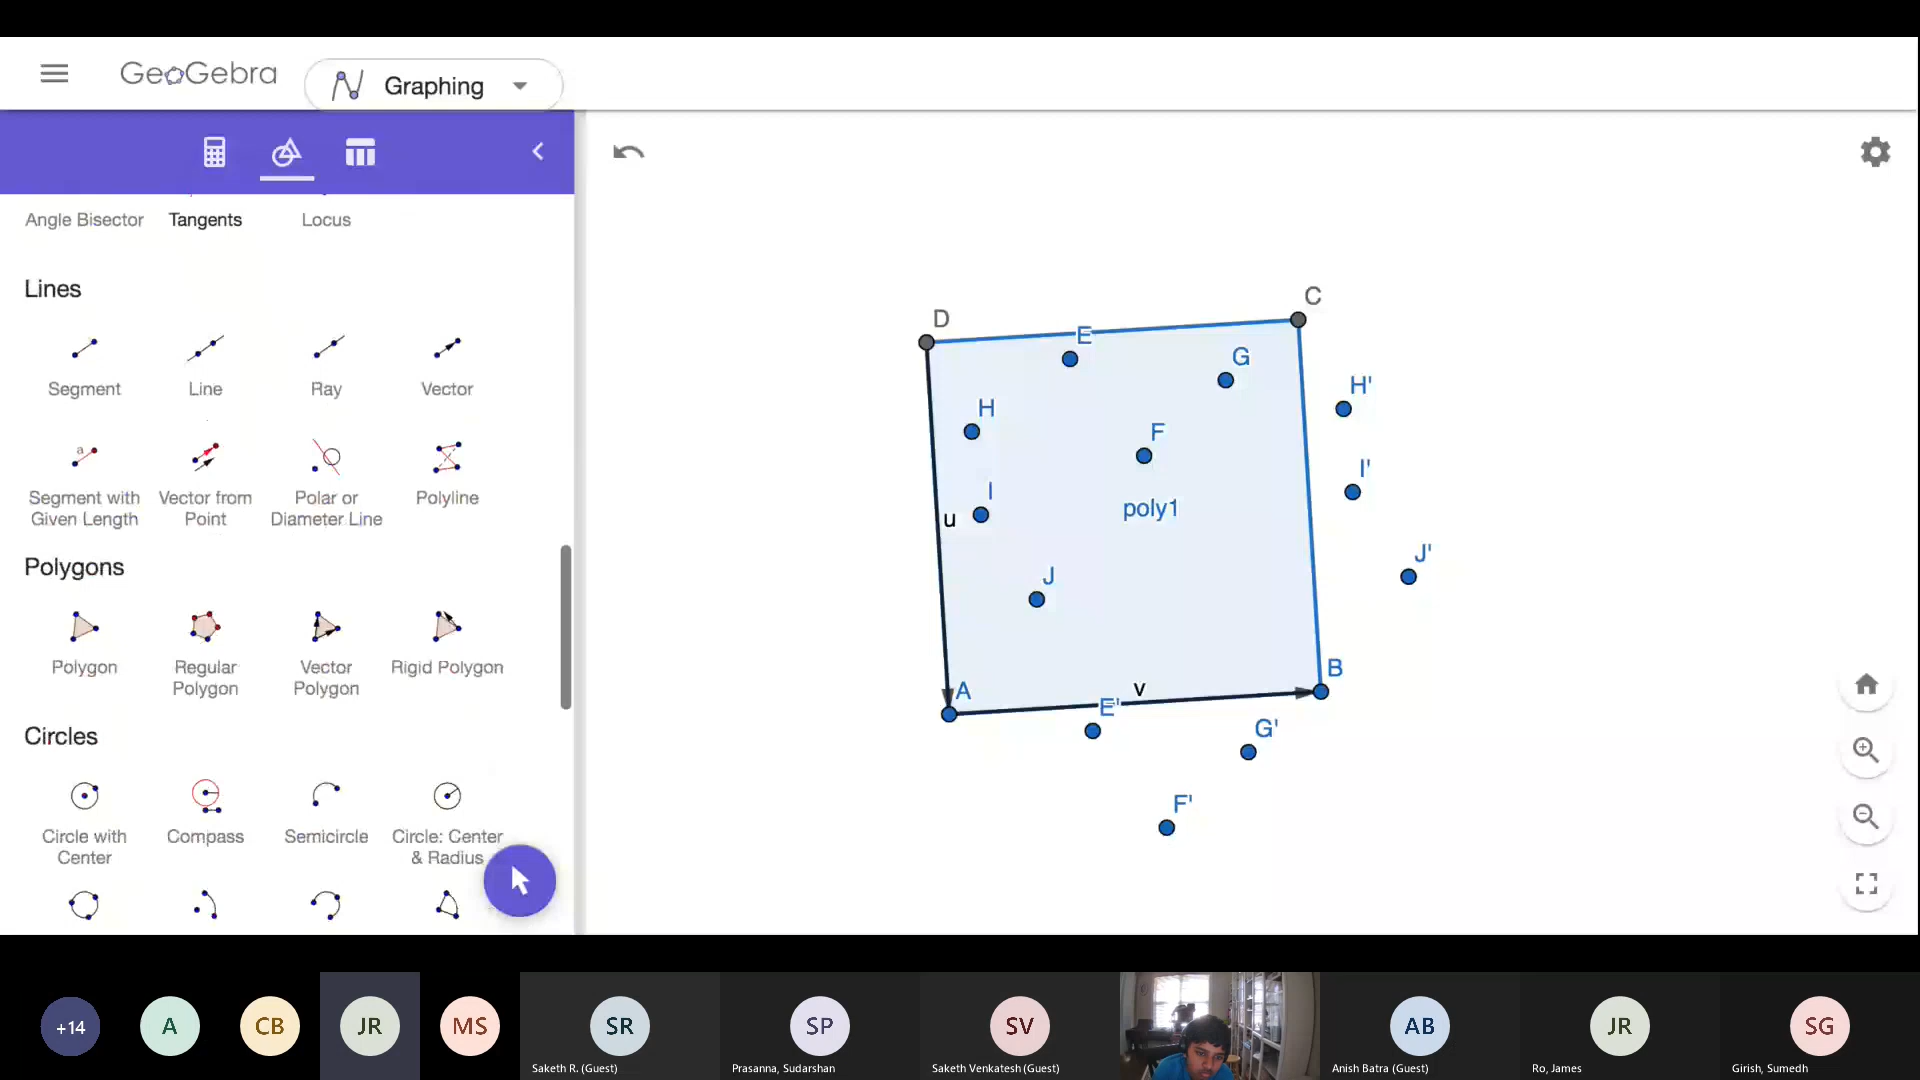 GeoGebra
Graphing
Angle Bisector
Tangents
Locus
Lines
Segment
Line
Ray
Vector
a
Segment with
Given Length
Vector from
Point
Polar or
Diameter Line
Polyline
Polygons
Polygon
Regular
Polygon
Vector
Polygon
Rigid Polygon
Circles
Circle with
Center
Compass
Semicircle
Circle: Center
& Radius
C
D
E
G
H'
H
F
I'
I
poly1
u
J'
J
B
A
v
E'
G'
F'
+14
A
CB
JR
MS
SR
Saketh R. (Guest)
SP
Prasanna, Sudarshan
SV
Saketh Venkatesh (Guest)
AB
Anish Batra (Guest)
JR
Ro, James
SG
Girish, Sumedh